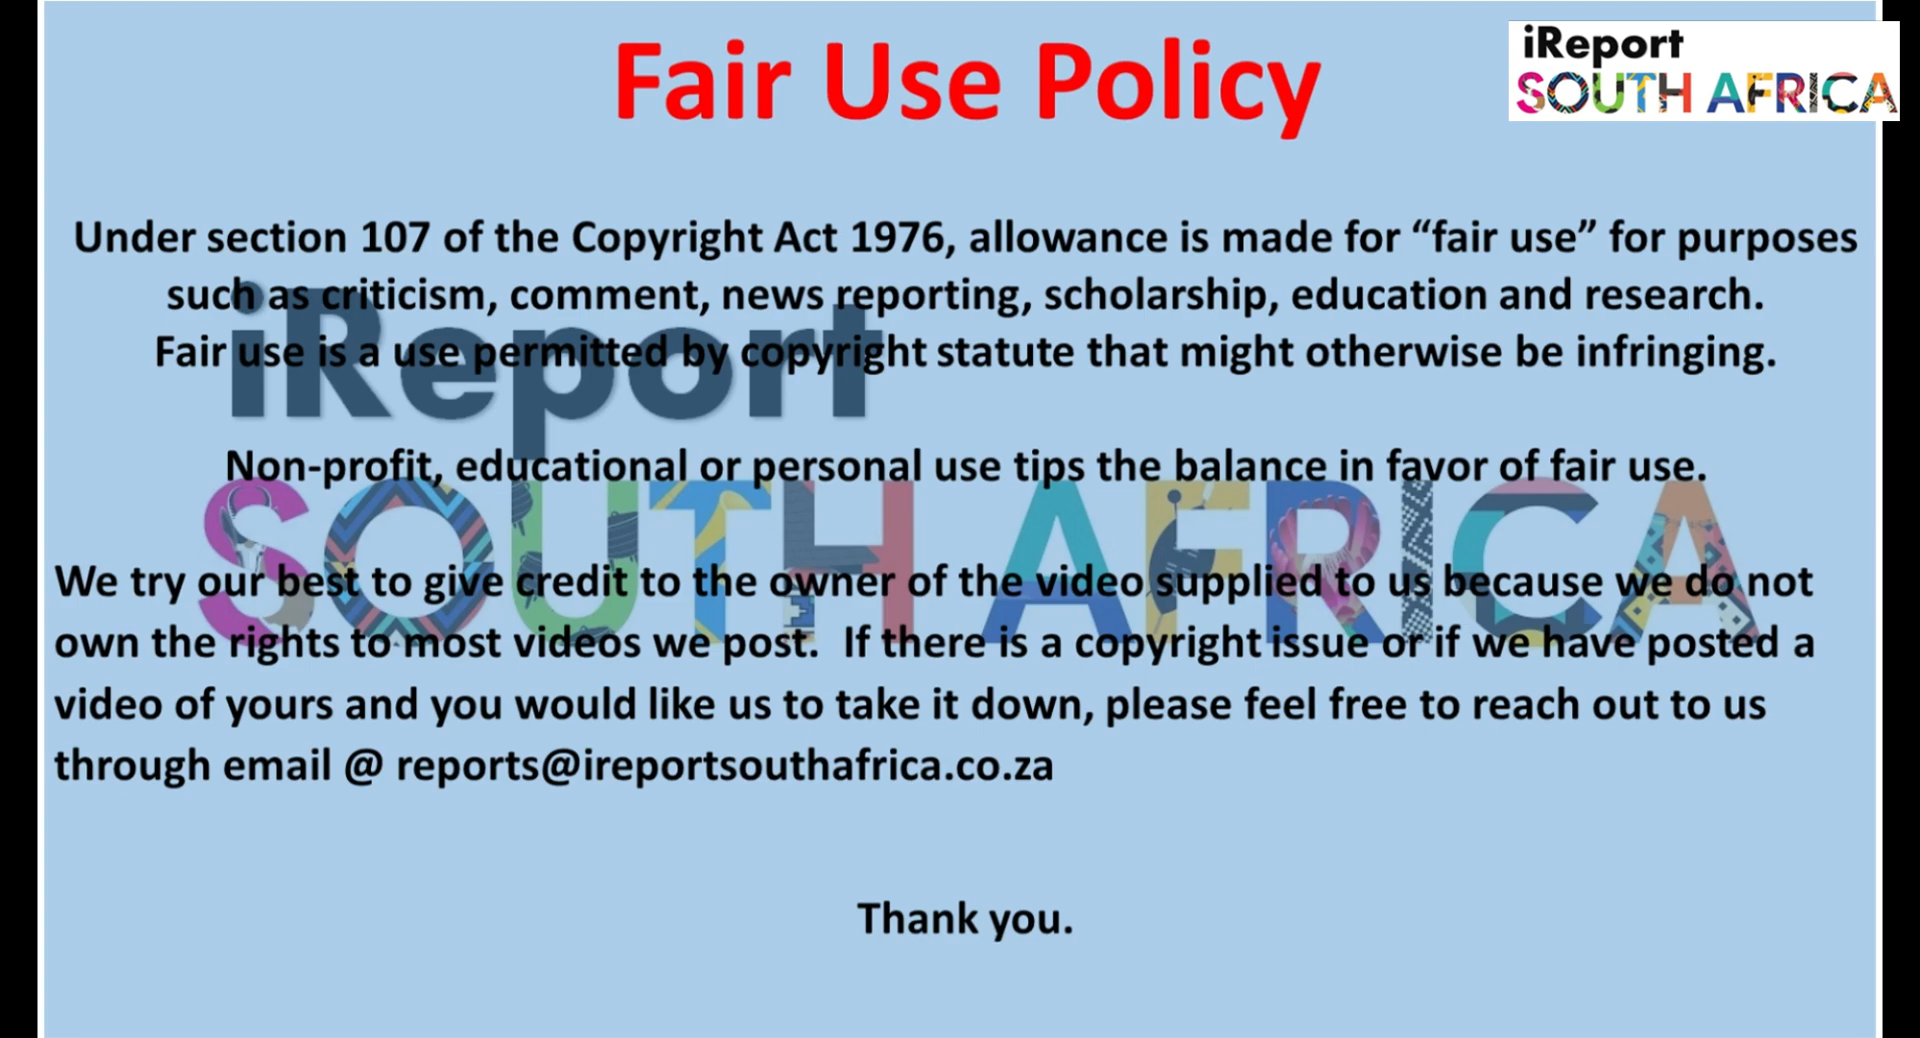 Fair Use Policy
iReport
SOUTH AFRICA
Under section 107 of the Copyright Act 1976, allowance is made for “fair use” for purposes
such as criticism, comment, news reporting, scholarship, education and research.
Fair use is a use permitted by copyright statute that might otherwise be infringing.
iReport
Non-profit, educational or personal use tips the balance in favor of fair use.
SOUTH AFRICA
We try our best to give credit to the owner of the video supplied to us because we do not
own the rights to most videos we post.  If there is a copyright issue or if we have posted a
video of yours and you would like us to take it down, please feel free to reach out to us
through email @ reports@ireportsouthafrica.co.za
Thank you.